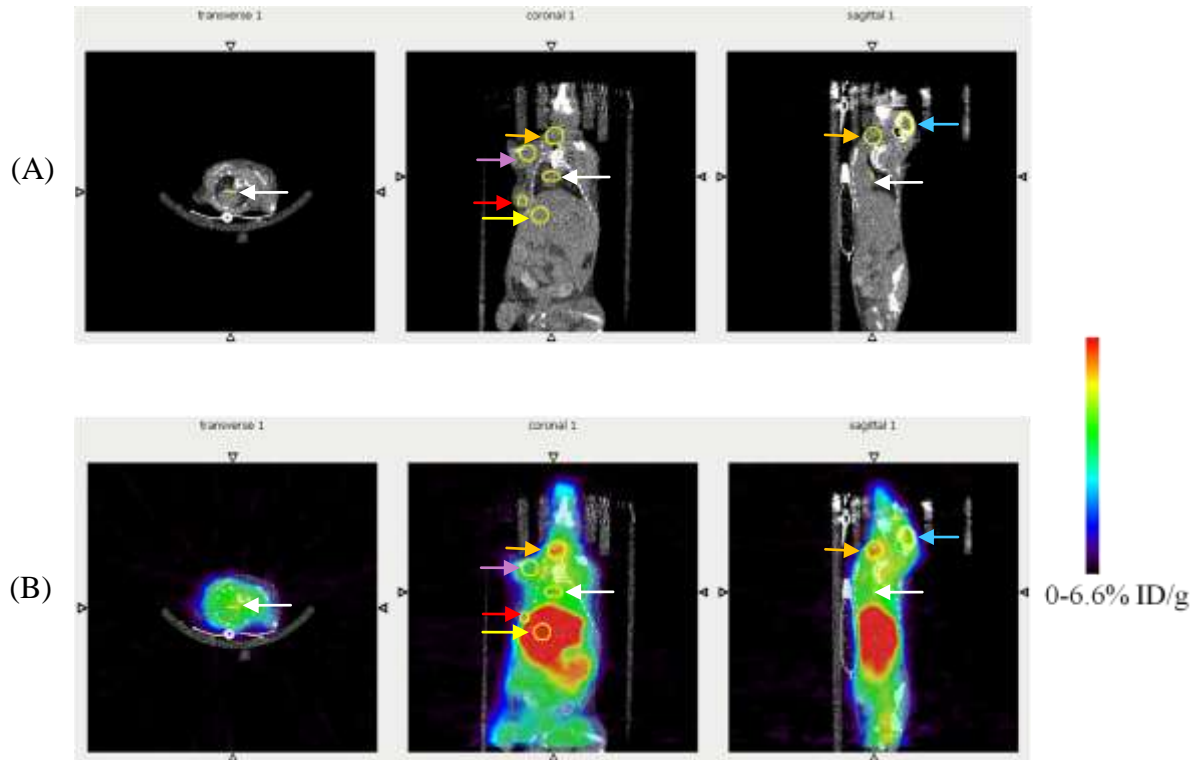 transverse 1
coronal 1
sagittal 1
(A)
transverse 1
coronal 1
sagittal 1
(B)
0-6.6% ID/g